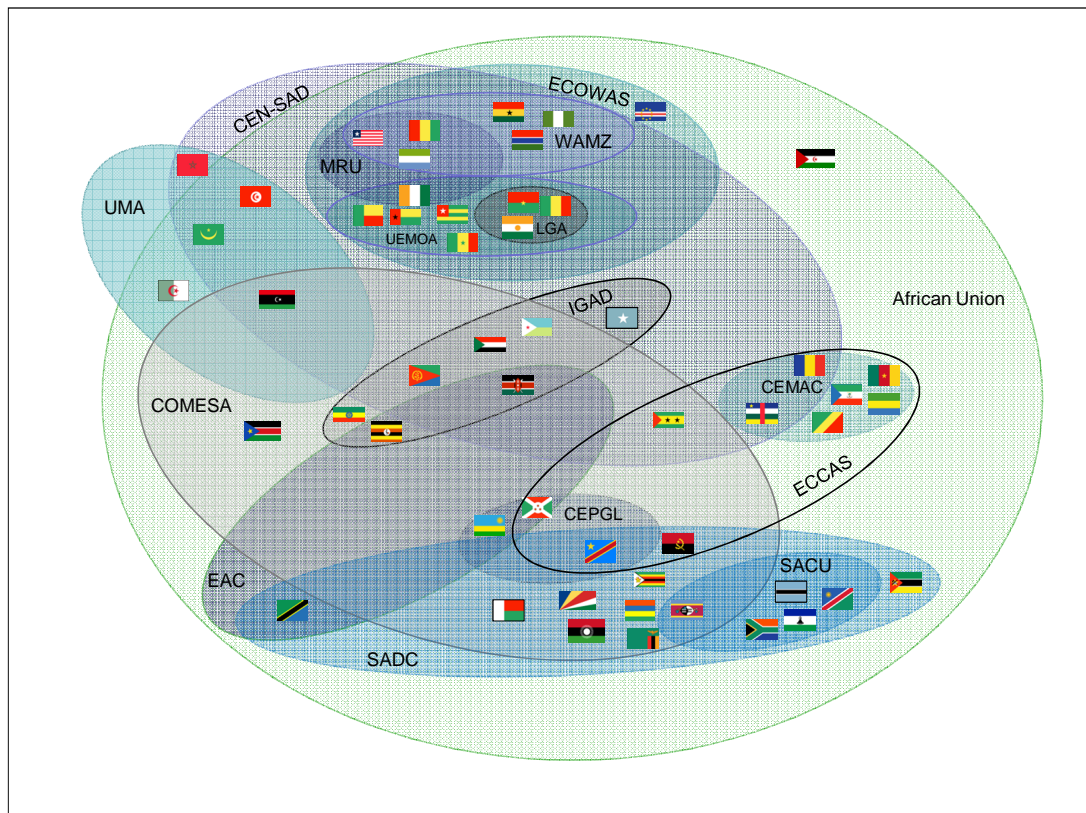 CEN-SAD
ECOWAS
WAMZ
MRU
UMA
UEMOA
LGA
IGAD
African Union
CEMAC
COMESA
ECCAS
CEPGL
SACU
EAC
SADC